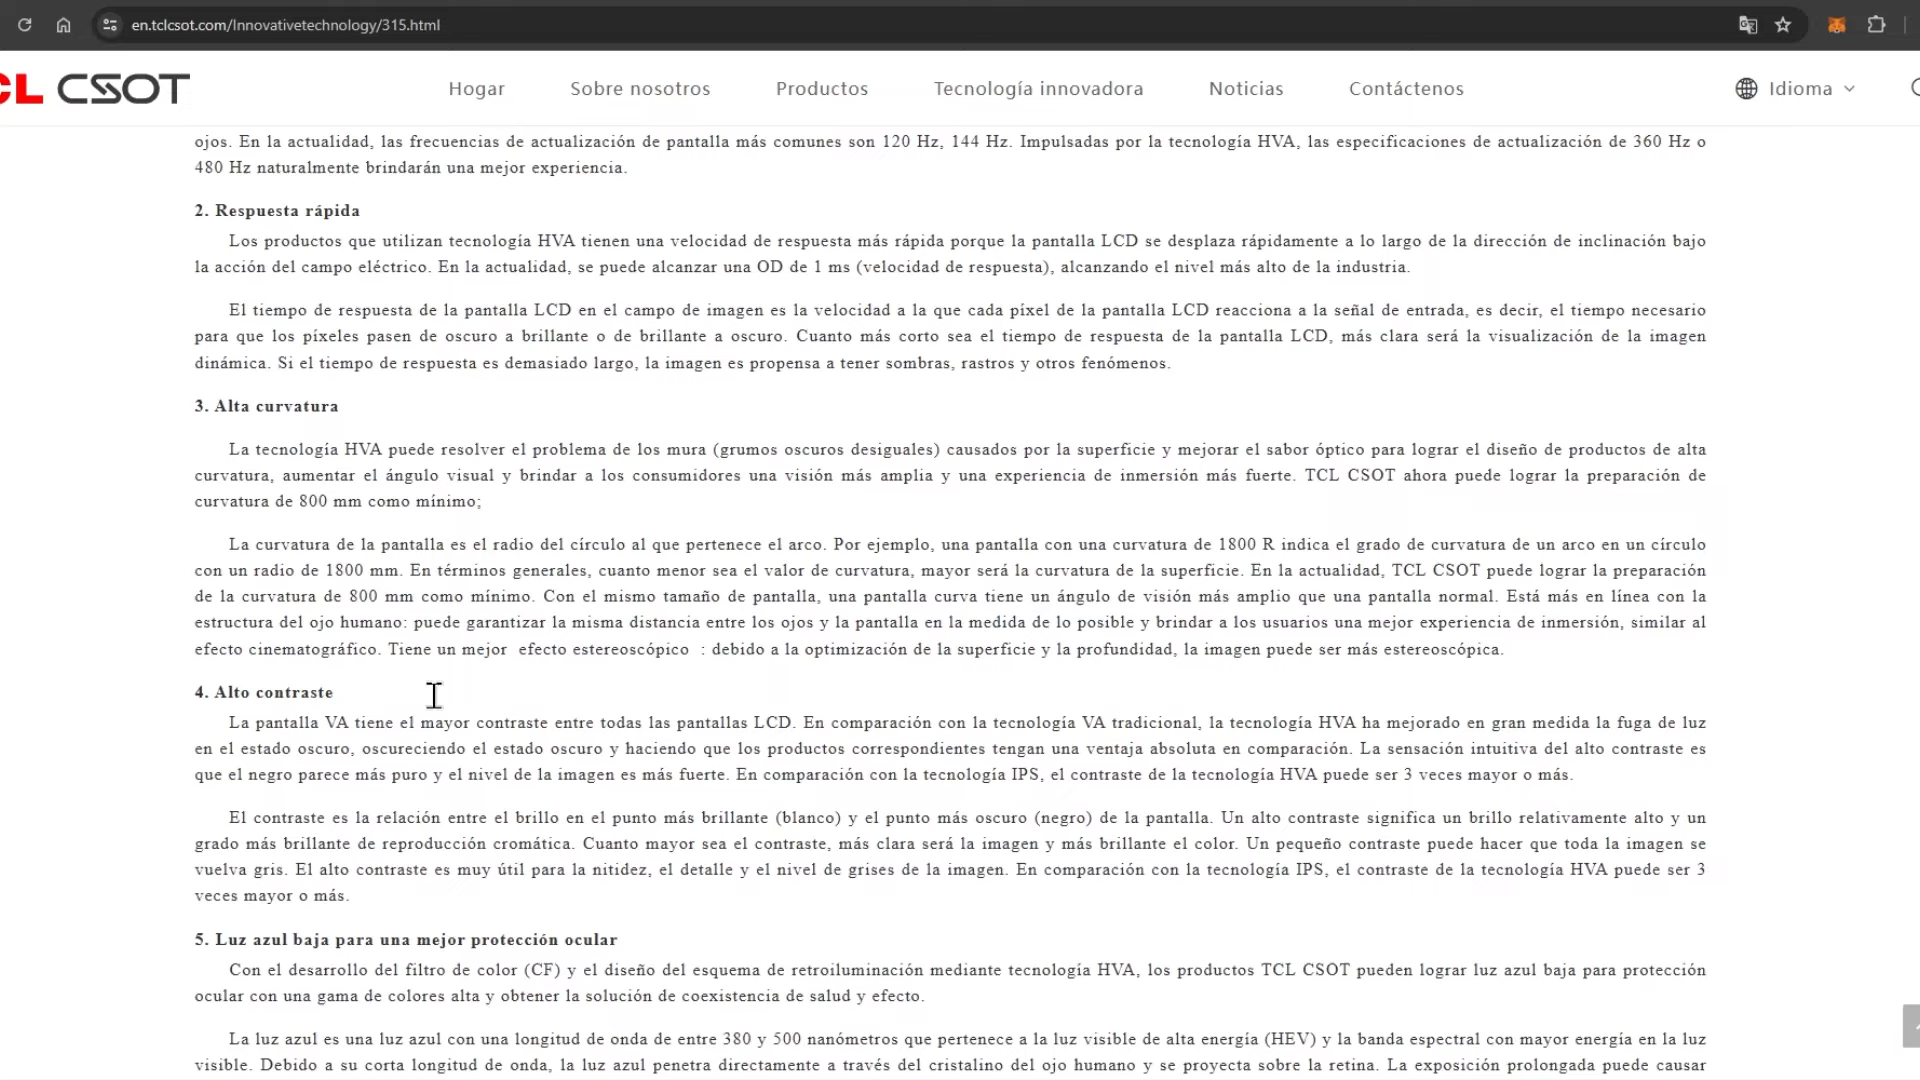 en.tclcsot.com/Innovativetechnology/315.html
CL CSOT
Hogar
Sobre nosotros
Productos
Tecnología innovadora
Noticias
Contáctenos
Idioma
ojos. En la actualidad, las frecuencias de actualización de pantalla más comunes son 120 Hz, 144 Hz. Impulsadas por la tecnología HVA, las especificaciones de actualización de 360 Hz o
480 Hz naturalmente brindarán una mejor experiencia.
2. Respuesta rápida
Los productos que utilizan tecnología HVA tienen una velocidad de respuesta más rápida porque la pantalla LCD se desplaza rápidamente a lo largo de la dirección de inclinación bajo
la acción del campo eléctrico. En la actualidad, se puede alcanzar una OD de 1 ms (velocidad de respuesta), alcanzando el nivel más alto de la industria.
El tiempo de respuesta de la pantalla LCD en el campo de imagen es la velocidad a la que cada píxel de la pantalla LCD reacciona a la señal de entrada, es decir, el tiempo necesario
para que los píxeles pasen de oscuro a brillante o de brillante a oscuro. Cuanto más corto sea el tiempo de respuesta de la pantalla LCD, más clara será la visualización de la imagen
dinámica. Si el tiempo de respuesta es demasiado largo, la imagen es propensa a tener sombras, rastros y otros fenómenos.
3. Alta curvatura
La tecnología HVA puede resolver el problema de los mura (grumos oscuros desiguales) causados por la superficie y mejorar el sabor óptico para lograr el diseño de productos de alta
curvatura, aumentar el ángulo visual y brindar a los consumidores una visión más amplia y una experiencia de inmersión más fuerte. TCL CSOT ahora puede lograr la preparación de
curvatura de 800 mm como mínimo;
La curvatura de la pantalla es el radio del círculo al que pertenece el arco. Por ejemplo, una pantalla con una curvatura de 1800 R indica el grado de curvatura de un arco en un círculo
con un radio de 1800 mm. En términos generales, cuanto menor sea el valor de curvatura, mayor será la curvatura de la superficie. En la actualidad, TCL CSOT puede lograr la preparación
de la curvatura de 800 mm como mínimo. Con el mismo tamaño de pantalla, una pantalla curva tiene un ángulo de visión más amplio que una pantalla normal. Está más en línea con la
estructura del ojo humano: puede garantizar la misma distancia entre los ojos y la pantalla en la medida de lo posible y brindar a los usuarios una mejor experiencia de inmersión, similar al
efecto cinematográfico. Tiene un mejor efecto estereoscópico : debido a la optimización de la superficie y la profundidad, la imagen puede ser más estereoscópica.
4. Alto contraste
La pantalla VA tiene el mayor contraste entre todas las pantallas LCD. En comparación con la tecnología VA tradicional, la tecnología HVA ha mejorado en gran medida la fuga de luz
en el estado oscuro, oscureciendo el estado oscuro y haciendo que los productos correspondientes tengan una ventaja absoluta en comparación. La sensación intuitiva del alto contraste es
que el negro parece más puro y el nivel de la imagen es más fuerte. En comparación con la tecnología IPS, el contraste de la tecnología HVA puede ser 3 veces mayor o más.
El contraste es la relación entre el brillo en el punto más brillante (blanco) y el punto más oscuro (negro) de la pantalla. Un alto contraste significa un brillo relativamente alto y un
grado más brillante de reproducción cromática. Cuanto mayor sea el contraste, más clara será la imagen y más brillante el color. Un pequeño contraste puede hacer que toda la imagen se
vuelva gris. El alto contraste es muy útil para la nitidez, el detalle y el nivel de grises de la imagen. En comparación con la tecnología IPS, el contraste de la tecnología HVA puede ser 3
veces mayor o más.
5. Luz azul baja para una mejor protección ocular
Con el desarrollo del filtro de color (CF) y el diseño del esquema de retroiluminación mediante tecnología HVA, los productos TCL CSOT pueden lograr luz azul baja para protección
ocular con una gama de colores alta y obtener la solución de coexistencia de salud y efecto.
La luz azul es una luz azul con una longitud de onda de entre 380 y 500 nanómetros que pertenece a la luz visible de alta energía (HEV) y la banda espectral con mayor energía en la luz
visible. Debido a su corta longitud de onda, la luz azul penetra directamente a través del cristalino del ojo humano y se proyecta sobre la retina. La exposición prolongada puede causar